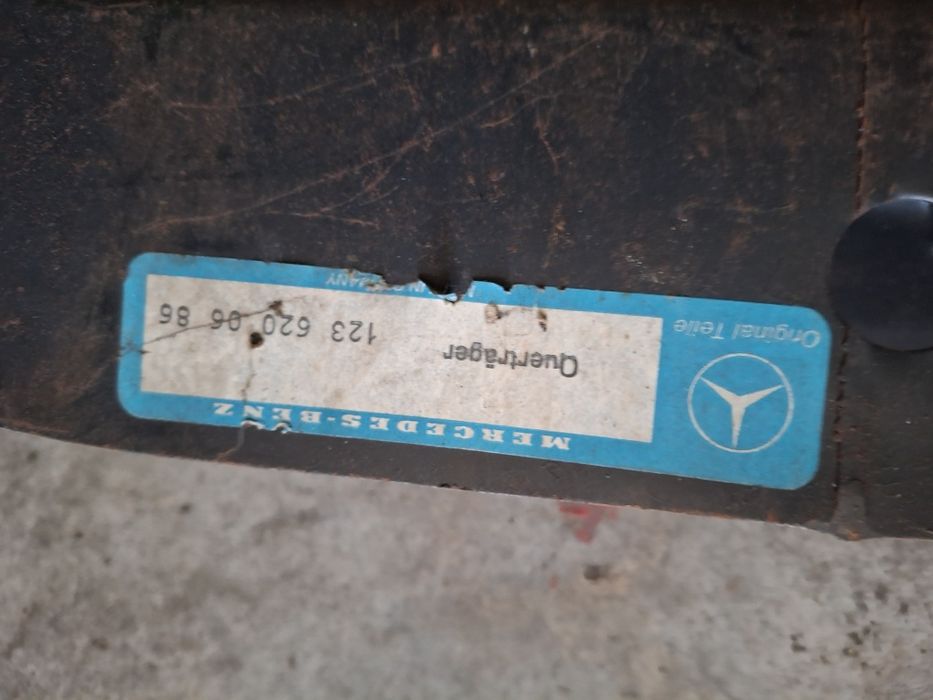 MERCEDES-BENZ
Original Teile
Querträger
123 620 06 86